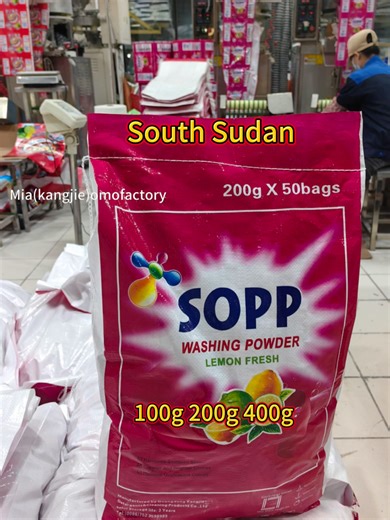 South Sudan
200g X 50bags
Mia(kangjie)omofactory
SOPP
WASHING POWDER
LEMON FRESH
100g 200g 400g